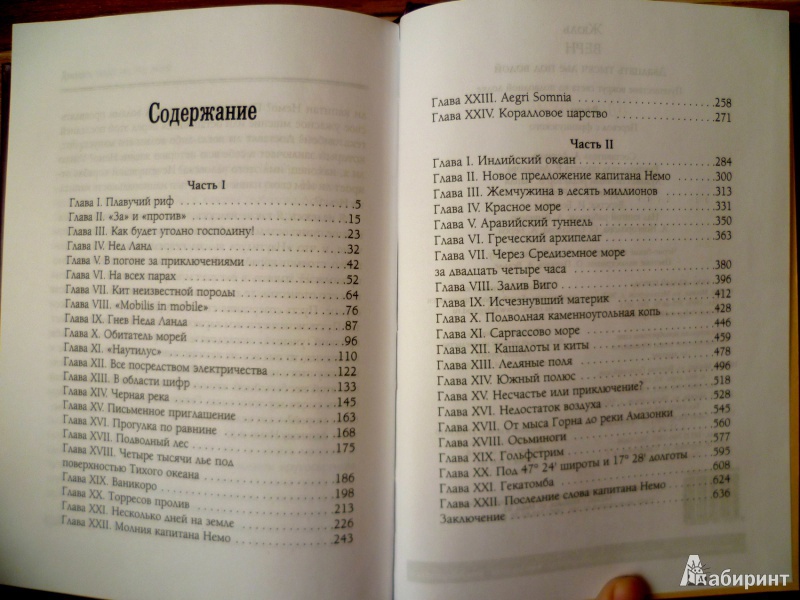 Содержание
Часть I
Глава I. Плавучий риф 5
Глава II. «За» и «против» 15
Глава III. Как будет угодно господину! 23
Глава IV. Нед Ланд 32
Глава V. В погоне за приключениями 42
Глава VI. На всех парах 52
Глава VII. Кит неизвестной породы 64
Глава VIII. «Mobilis in mobile» 76
Глава IX. Гнев Неда Ланда 87
Глава X. Обитатель морей 96
Глава XI. «Наутилус» 110
Глава XII. Все посредством электричества 122
Глава XIII. В области цифр 133
Глава XIV. Черная река 145
Глава XV. Письменное приглашение 163
Глава XVI. Прогулка по равнине 168
Глава XVII. Подводный лес 175
Глава XVIII. Четыре тысячи лье под
поверхностью Тихого океана 186
Глава XIX. Ваникоро 198
Глава XX. Торресов пролив 213
Глава XXI. Несколько дней на земле 226
Глава XXII. Молния капитана Немо 243
Глава XXIII. Aegri Somnia 258
Глава XXIV. Коралловое царство 271
Часть II
Глава I. Индийский океан 284
Глава II. Новое предложение капитана Немо 300
Глава III. Жемчужина в десять миллионов 313
Глава IV. Красное море 331
Глава V. Аравийский туннель 350
Глава VI. Греческий архипелаг 363
Глава VII. Через Средиземное море
за двадцать четыре часа 380
Глава VIII. Залив Виго 396
Глава IX. Исчезнувший материк 412
Глава X. Подводная каменноугольная копь 428
Глава XI. Саргассово море 446
Глава XII. Кашалоты и киты 459
Глава XIII. Ледяные поля 478
Глава XIV. Южный полюс 496
Глава XV. Несчастье или приключение? 518
Глава XVI. Недостаток воздуха 528
Глава XVII. От мыса Горна до реки Амазонки 545
Глава XVIII. Осьминоги 560
Глава XIX. Гольфстрим 577
Глава XX. Под 47° 24' широты и 17° 28' долготы 595
Глава XXI. Гекатомба 608
Глава XXII. Последние слова капитана Немо 624
Заключение 636
Лабиринт